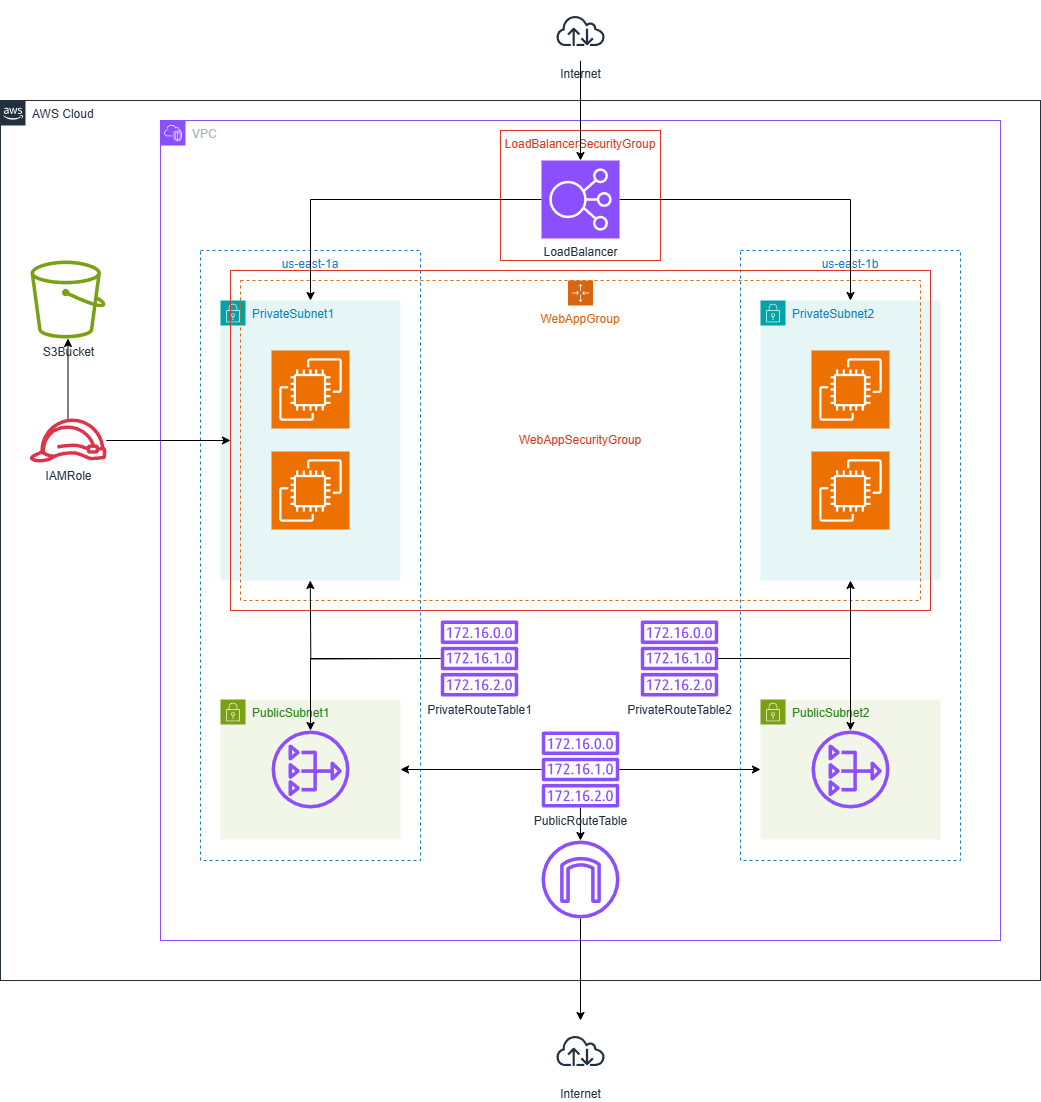 Internet
aws
AWS Cloud
VPC
LoadBalancerSecurityGroup
LoadBalancer
us-east-1a
us-east-1b
WebAppGroup
PrivateSubnet1
PrivateSubnet2
S3Bucket
WebAppSecurityGroup
IAMRole
172.16.0.0
172.16.1.0
172.16.2.0
PrivateRouteTable1
172.16.0.0
172.16.1.0
172.16.2.0
PrivateRouteTable2
PublicSubnet1
PublicSubnet2
172.16.0.0
172.16.1.0
172.16.2.0
PublicRouteTable
Internet